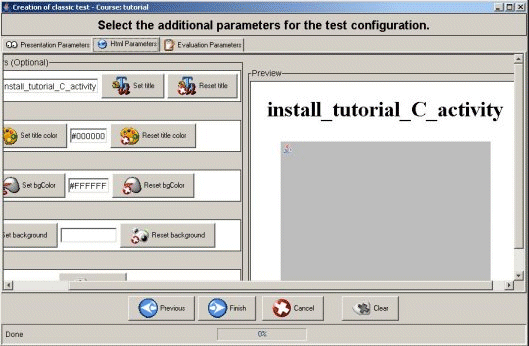 Creation of classic test - Course: tutorial
Select the additional parameters for the test configuration.
Presentation Parameters Html Parameters Evaluation Parameters
rs (Optional)
nstall_tutorial_C_activity Set title Reset title
Set title color #000000 Reset title color
Set bgColor #FFFFFF Reset bgColor
Set background Reset background
Preview
install_tutorial_C_activity
Previous Finish Cancel Clear
Done 0%